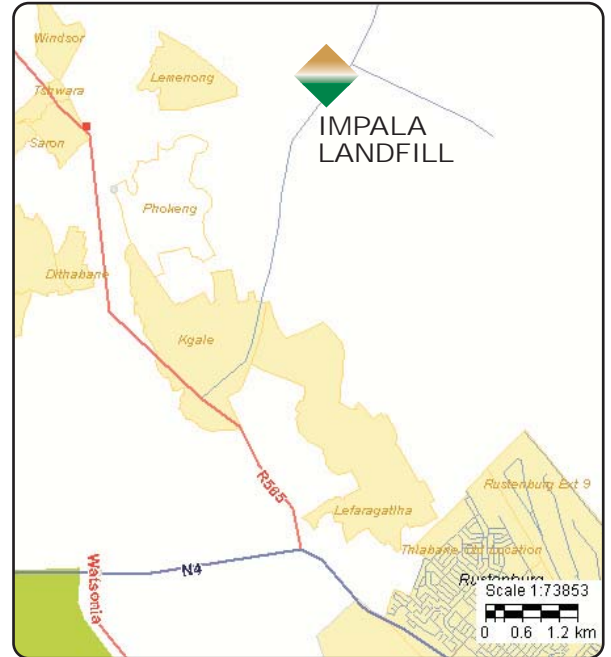 Windsor
Tshwara
Lemenong
Saron
IMPALA
LANDFILL
Phokeng
Dithabane
Kgale
R565
Rustenburg Ext 9
Lefaragatlha
Rustenburg
N4
Watsonia
Scale 1:73853
0 0.6 1.2 km